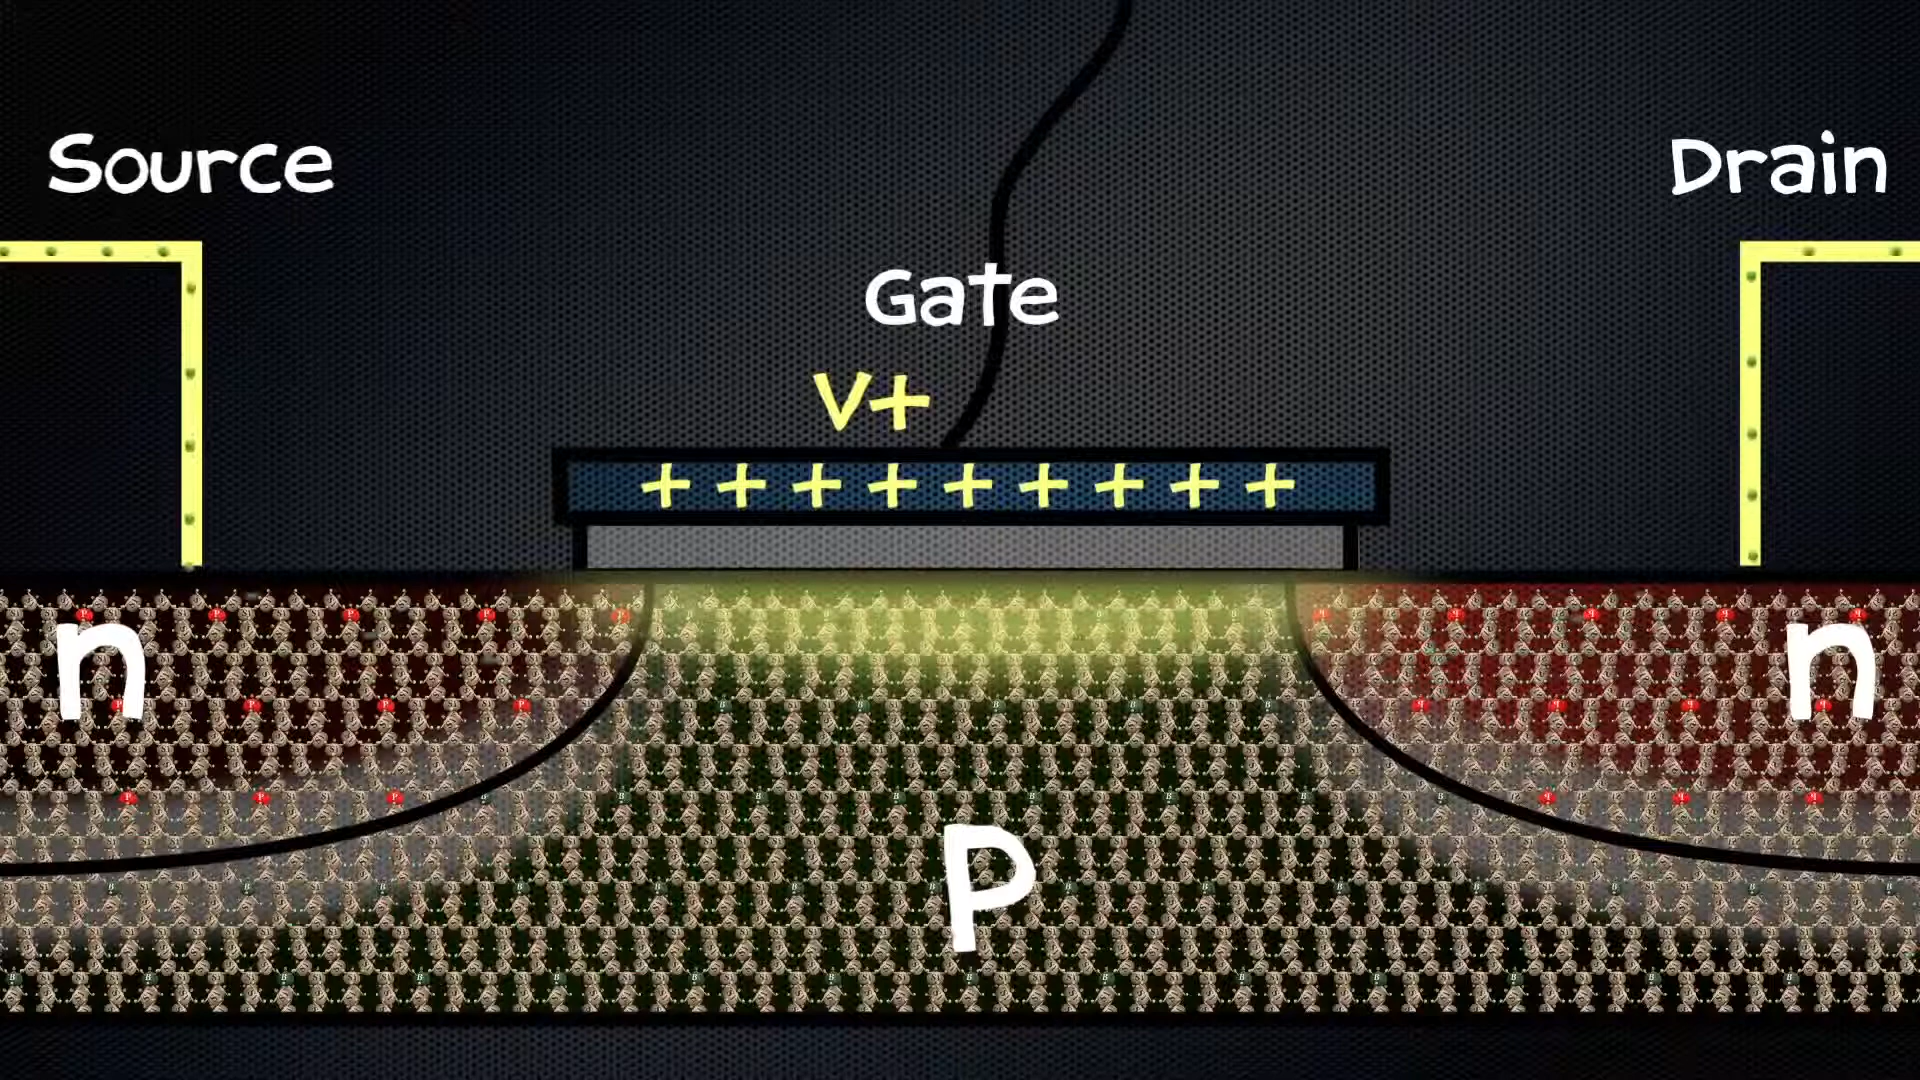 Source
Drain
Gate
V+
+ + + + + + + + +
n
n
P